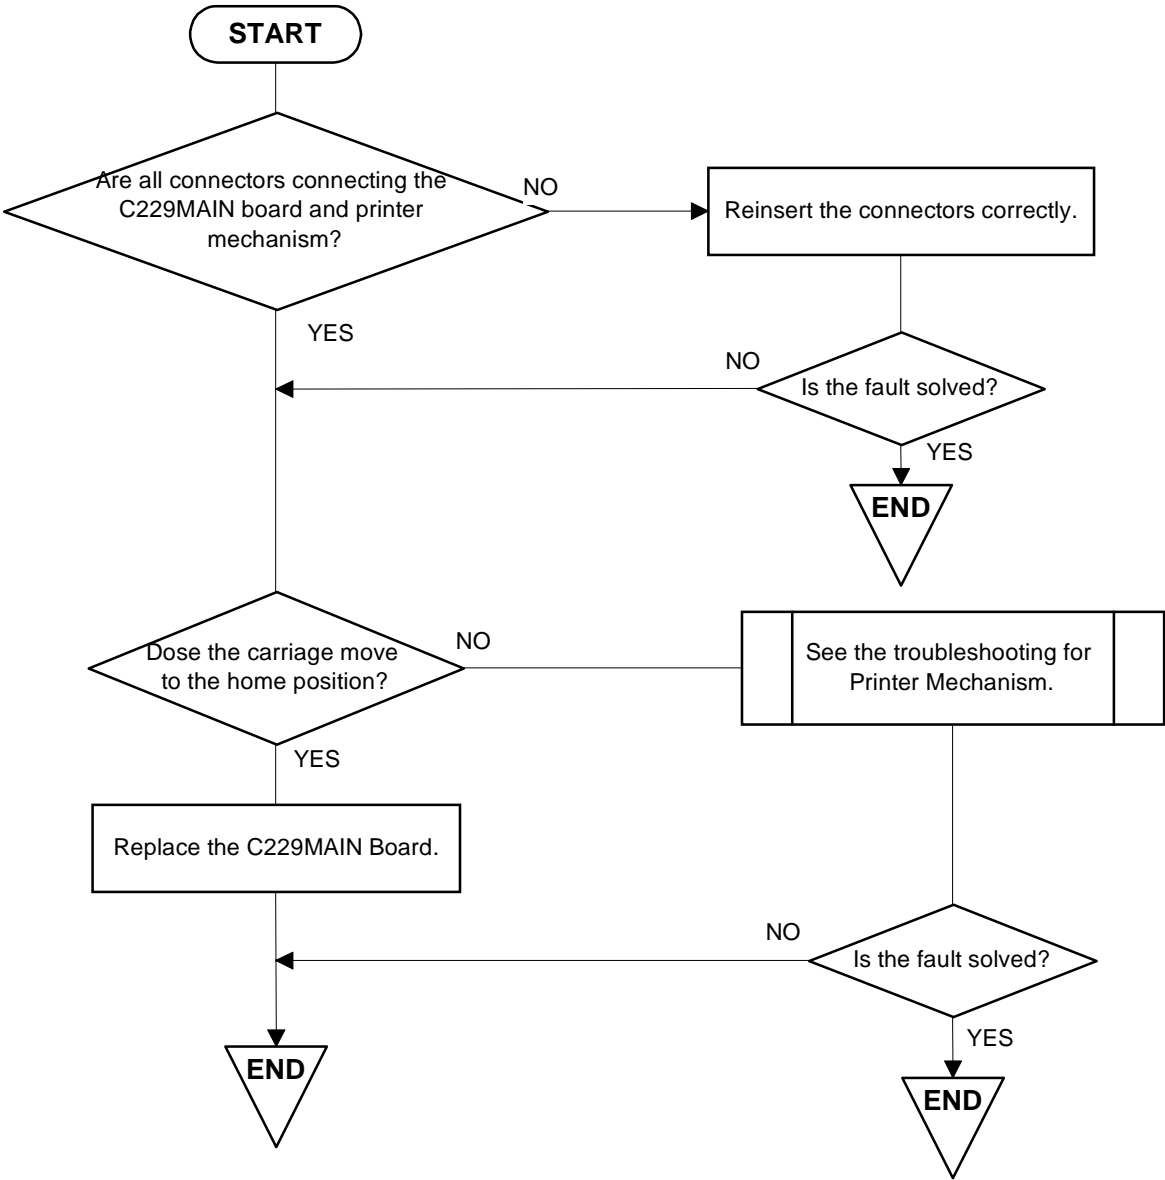 START
Are all connectors connecting the
C229MAIN board and printer
mechanism?
NO
Reinsert the connectors correctly.
YES
NO
Is the fault solved?
YES
END
Dose the carriage move
to the home position?
NO
See the troubleshooting for
Printer Mechanism.
YES
Replace the C229MAIN Board.
NO
Is the fault solved?
YES
END
END